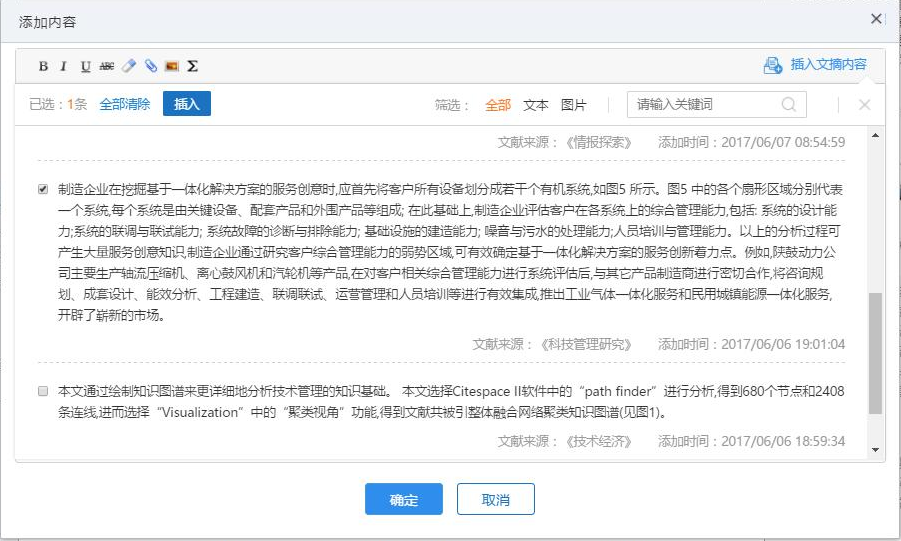 添加内容
B I U ABC Σ 插入文摘内容
已选：1条 全部清除 插入 筛选： 全部 文本 图片 请输入关键词
文献来源：《情报探索》 添加时间：2017/06/07 08:54:59
制造企业在挖掘基于一体化解决方案的服务创意时,应首先将客户所有设备划分成若干个有机系统,如图5 所示。图5 中的各个扇形区域分别代表
一个系统,每个系统是由关键设备、配套产品和外围产品等组成; 在此基础上,制造企业评估客户在各系统上的综合管理能力,包括: 系统的设计能
力;系统的联调与联试能力; 系统故障的诊断与排除能力; 基础设施的建造能力; 噪音与污水的处理能力;人员培训与管理能力。以上的分析过程可
产生大量服务创意知识,制造企业通过研究客户综合管理能力的弱势区域,可有效确定基于一体化解决方案的服务创新着力点。例如,陕鼓动力公
司主要生产轴流压缩机、离心鼓风机和汽轮机等产品,在对客户相关综合管理能力进行系统评估后,与其它产品制造商进行密切合作,将咨询规
划、成套设计、能效分析、工程建造、联调联试、运营管理和人员培训等进行有效集成,推出工业气体一体化服务和民用城镇能源一体化服务,
开辟了崭新的市场。
文献来源：《科技管理研究》 添加时间：2017/06/06 19:01:04
本文通过绘制知识图谱来更详细地分析技术管理的知识基础。 本文选择Citespace II软件中的“path finder”进行分析,得到680个节点和2408
条连线,进而选择“Visualization”中的“聚类视角”功能,得到文献共被引整体融合网络聚类知识图谱(见图1)。
文献来源：《技术经济》 添加时间：2017/06/06 18:59:34
确定 取消